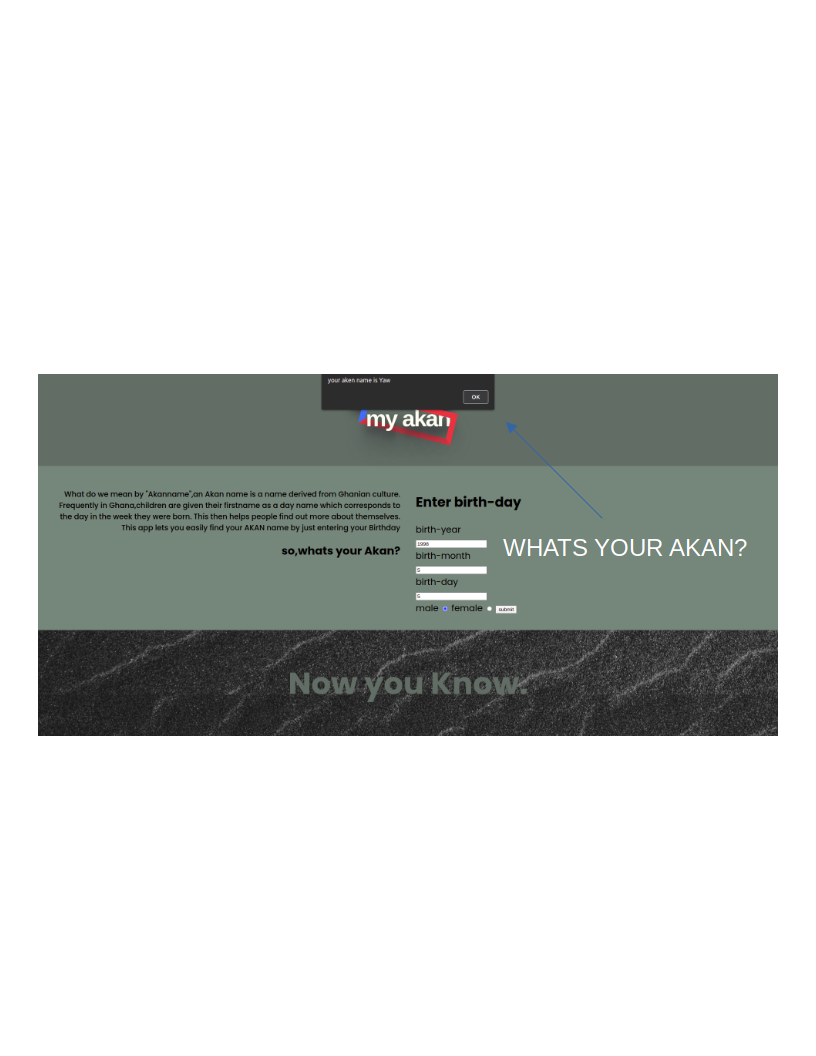 your aken name is Yaw
OK
my akan
What do we mean by "Akanname",an Akan name is a name derived from Ghanian culture.
Frequently in Ghana,children are given their firstname as a day name which corresponds to
the day in the week they were born. This then helps people find out more about themselves.
This app lets you easily find your AKAN name by just entering your Birthday
so,whats your Akan?
Enter birth-day
birth-year
birth-month
birth-day
male female submit
WHATS YOUR AKAN?
Now you Know.